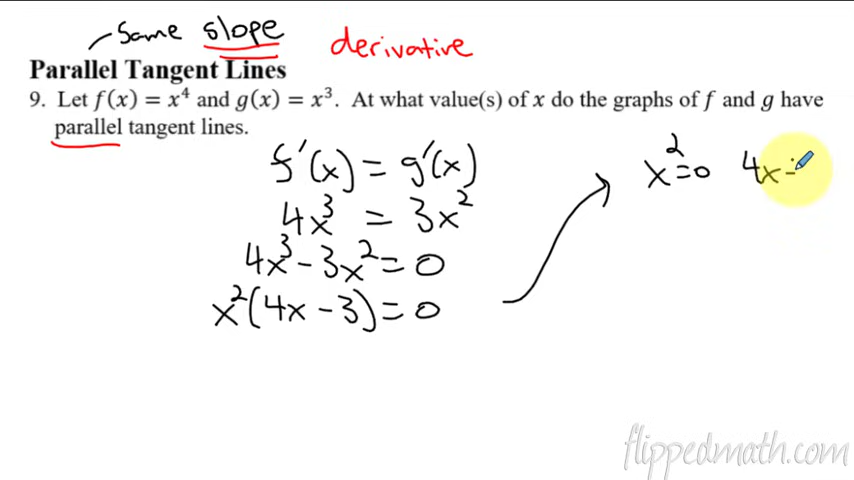 same slope
derivative
Parallel Tangent Lines
9. Let f(x) = x⁴ and g(x) = x³. At what value(s) of x do the graphs of f and g have
parallel tangent lines.
f'(x) = g'(x)
4x³ = 3x²
4x³ - 3x² = 0
x²(4x - 3) = 0
x² = 0 4x -
flippedmath.com